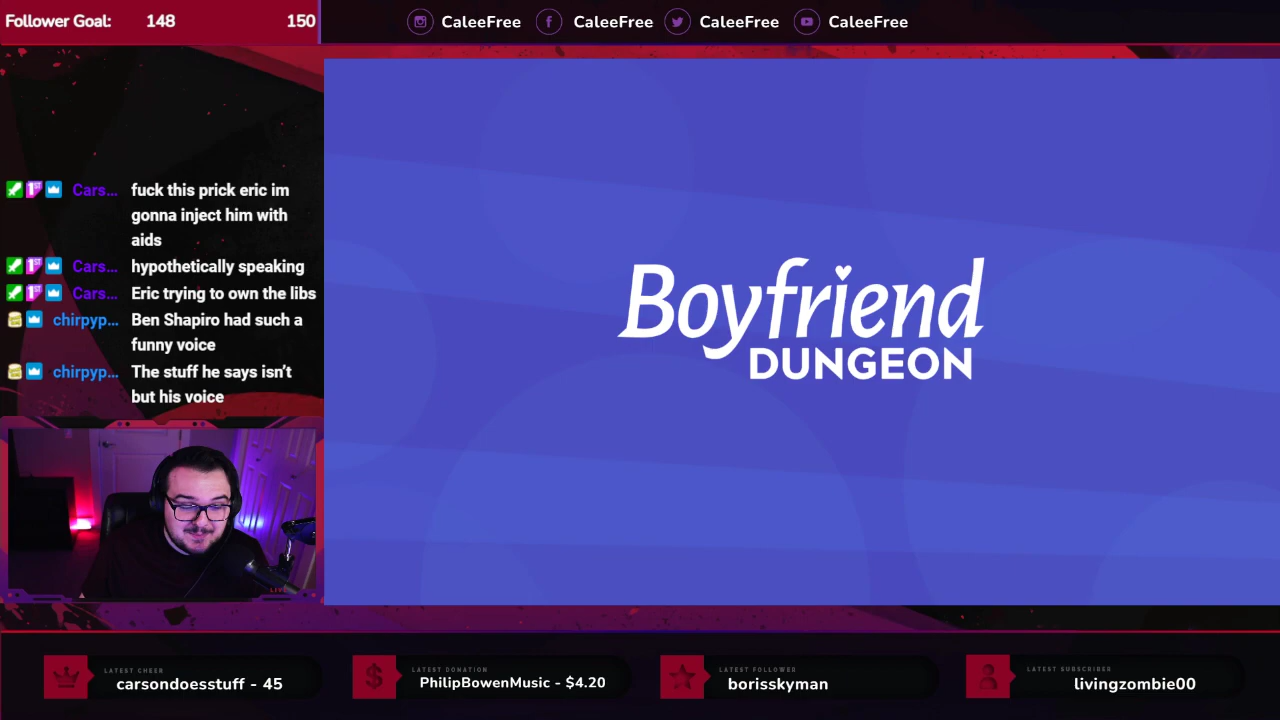 Follower Goal: 148 150
CaleeFree CaleeFree CaleeFree CaleeFree
Cars... fuck this prick eric im
gonna inject him with
aids
Cars... hypothetically speaking
Cars... Eric trying to own the libs
chirpyp... Ben Shapiro had such a
funny voice
chirpyp... The stuff he says isn't
but his voice
Boyfriend
DUNGEON
LIVE
LATEST CHEER
carsondoesstuff - 45
LATEST DONATION
PhilipBowenMusic - $4.20
LATEST FOLLOWER
borisskyman
LATEST SUBSCRIBER
livingzombie00